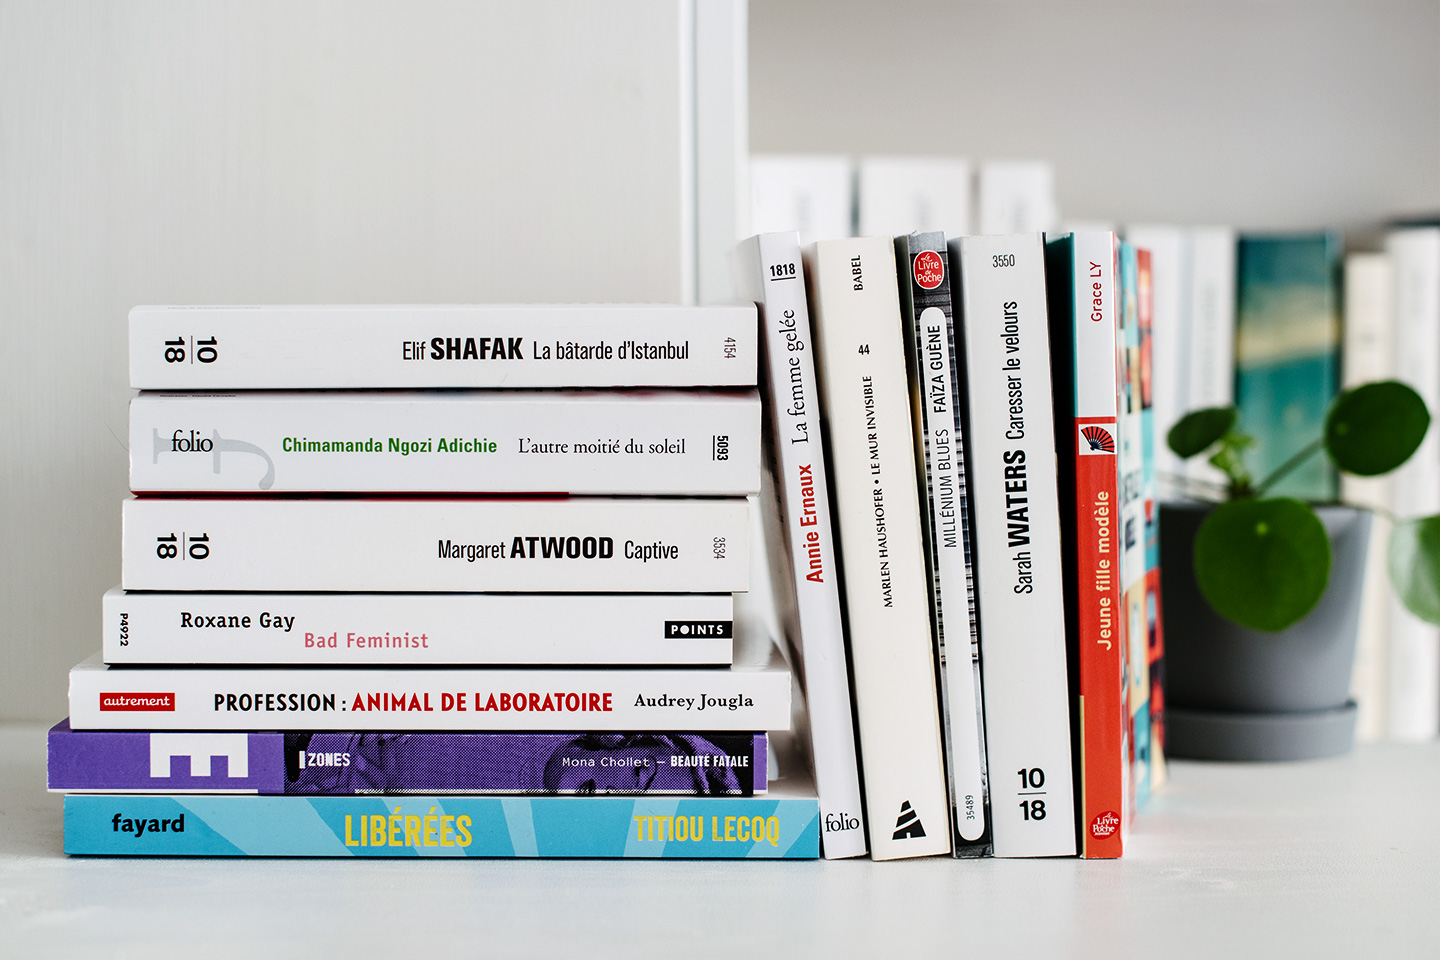 10
18
Elif SHAFAK La bâtarde d'Istanbul
4154
folio
Chimamanda Ngozi Adichie L'autre moitié du soleil
5093
10
18
Margaret ATWOOD Captive
3534
P4922
Roxane Gay
Bad Feminist
POINTS
autrement
PROFESSION : ANIMAL DE LABORATOIRE Audrey Jougla
E
ZONES
Mona Chollet – BEAUTÉ FATALE
fayard
LIBÉRÉES
TITIOU LECOQ
1818
La femme gelée
Annie Ernaux
folio
BABEL
44
MARLEN HAUSHOFER • LE MUR INVISIBLE
Le Livre de Poche
FAÏZA GUÈNE
MILLÉNIUM BLUES
35489
3550
Sarah WATERS Caresser le velours
10
18
Grace LY
Jeune fille modèle
Le Livre de Poche